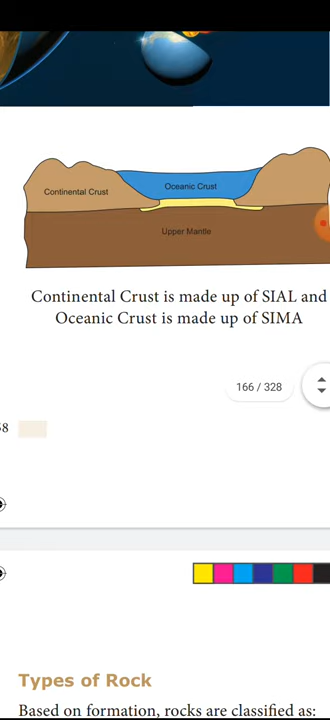 Continental Crust
Oceanic Crust
Upper Mantle
Continental Crust is made up of SIAL and
Oceanic Crust is made up of SIMA
166 / 328
Types of Rock
Based on formation, rocks are classified as: